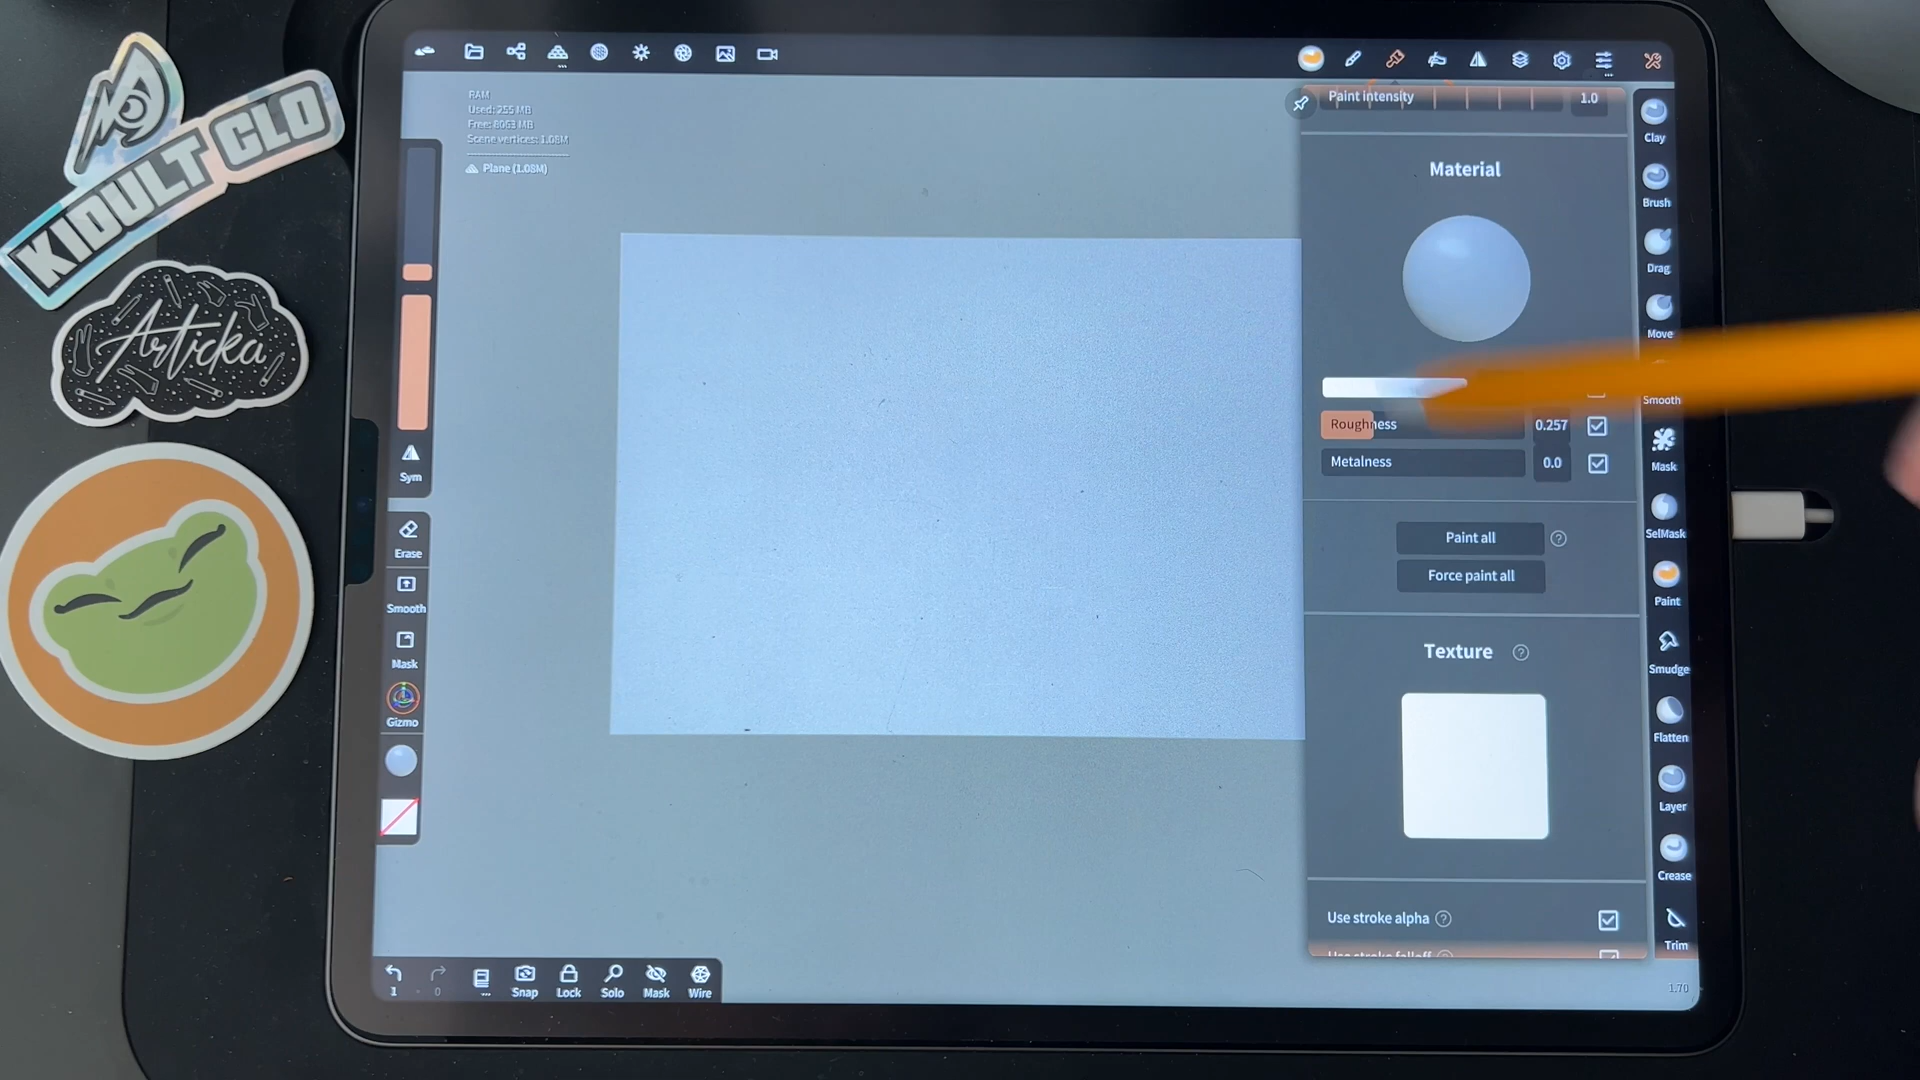 KIDULT CLO
Articka
RAM
Used: 255 MB
Free: 8063 MB
Scene vertices: 1.08M
Plane (1.08M)
Sym
Erase
Smooth
Mask
Gizmo
1
0
Snap
Lock
Solo
Mask
Wire
Paint intensity 1.0
Material
Roughness 0.257
Metalness 0.0
Paint all
Force paint all
Texture
Use stroke alpha
Use stroke falloff
Clay
Brush
Drag
Move
Smooth
Mask
SelMask
Paint
Smudge
Flatten
Layer
Crease
Trim
1.70